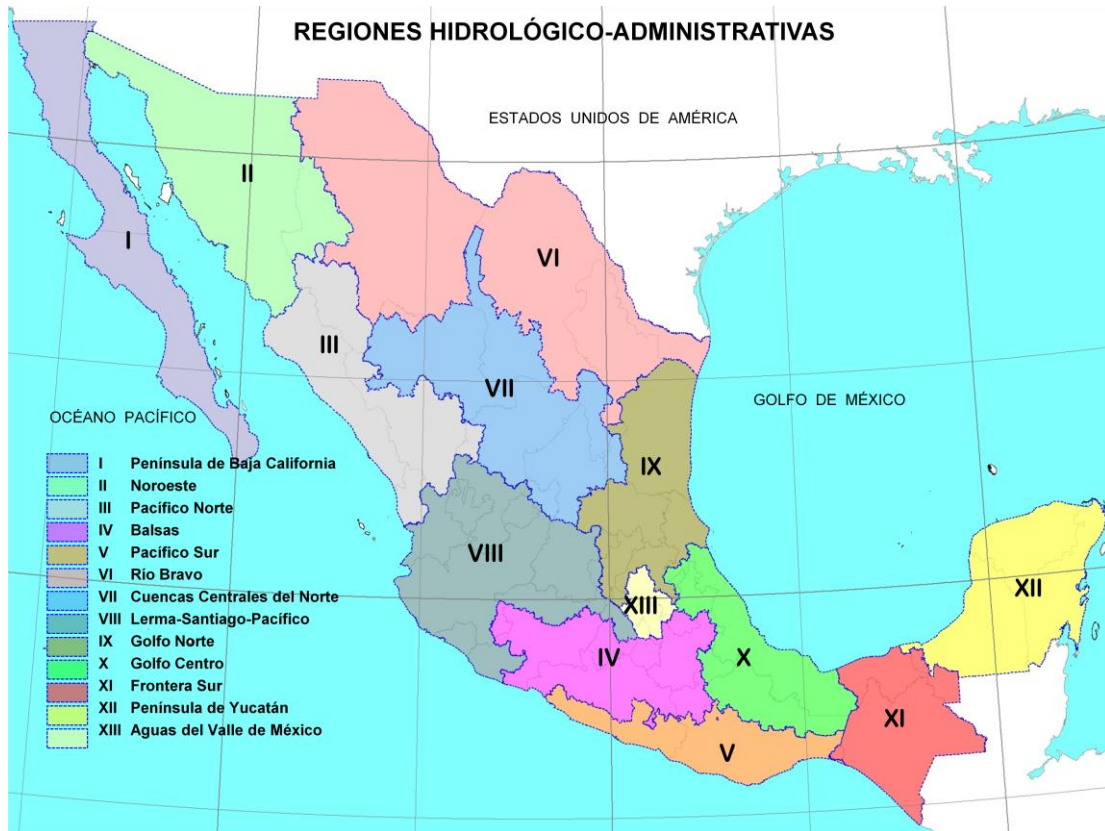 REGIONES HIDROLÓGICO-ADMINISTRATIVAS
ESTADOS UNIDOS DE AMÉRICA
II
I
VI
III
VII
GOLFO DE MÉXICO
OCÉANO PACÍFICO
IX
VIII
XII
XIII
IV
X
XI
V
I Península de Baja California
II Noroeste
III Pacífico Norte
IV Balsas
V Pacífico Sur
VI Río Bravo
VII Cuencas Centrales del Norte
VIII Lerma-Santiago-Pacífico
IX Golfo Norte
X Golfo Centro
XI Frontera Sur
XII Península de Yucatán
XIII Aguas del Valle de México